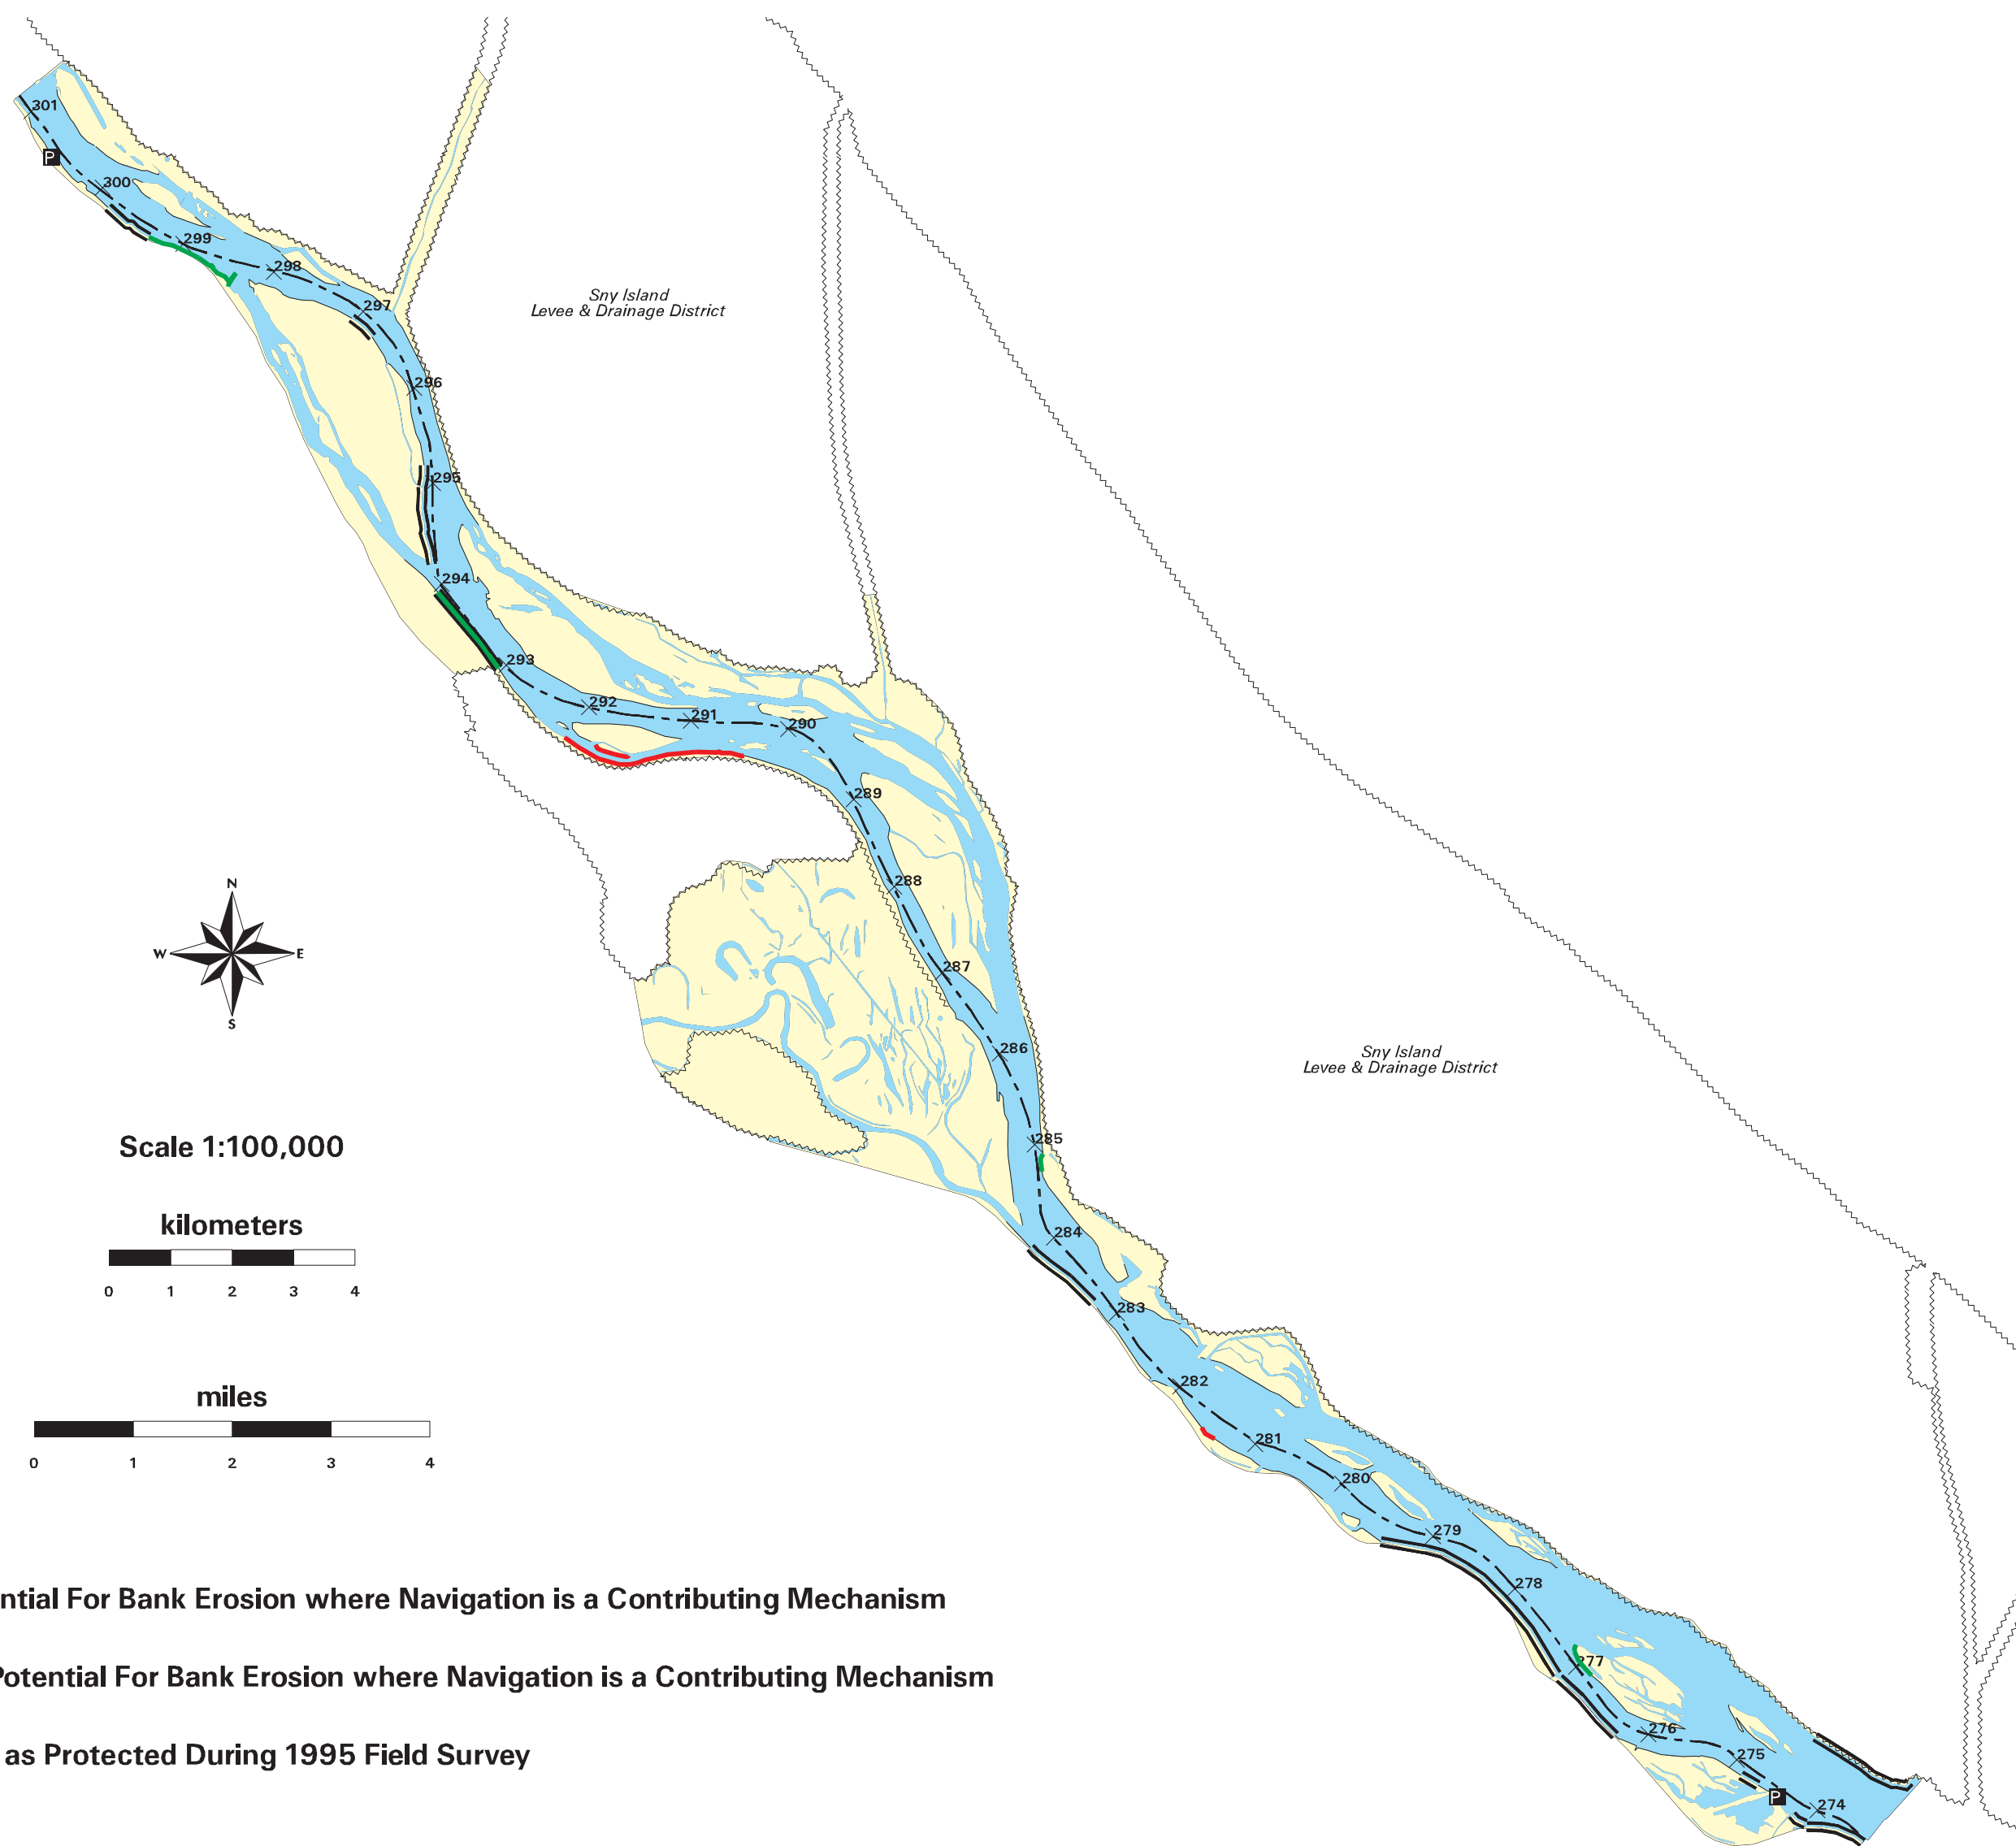 301
P
300
299
298
297
Sny Island
Levee & Drainage District
296
295
294
293
292
291
290
289
288
N
W
E
S
287
286
Sny Island
Levee & Drainage District
285
Scale 1:100,000
kilometers
0 1 2 3 4
284
283
282
miles
0 1 2 3 4
281
280
279
278
ntial For Bank Erosion where Navigation is a Contributing Mechanism
277
Potential For Bank Erosion where Navigation is a Contributing Mechanism
276
as Protected During 1995 Field Survey
275
P
274